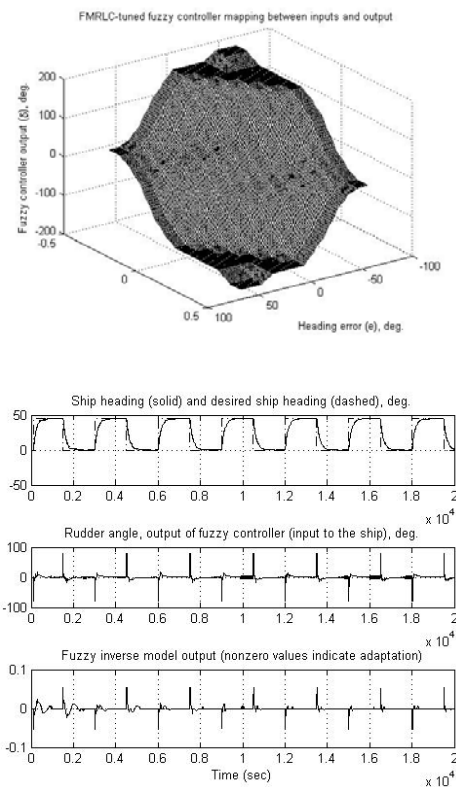 FMRLC-tuned fuzzy controller mapping between inputs and output
Fuzzy controller output (δ), deg.
200
100
0
-100
-200
-0.5
0
0.5
100
50
0
-50
-100
Heading error (e), deg.
Ship heading (solid) and desired ship heading (dashed), deg.
50
0
-50
0 0.2 0.4 0.6 0.8 1 1.2 1.4 1.6 1.8 2
x 10^4
Rudder angle, output of fuzzy controller (input to the ship), deg.
100
0
-100
0 0.2 0.4 0.6 0.8 1 1.2 1.4 1.6 1.8 2
x 10^4
Fuzzy inverse model output (nonzero values indicate adaptation)
0.1
0
-0.1
0 0.2 0.4 0.6 0.8 1 1.2 1.4 1.6 1.8 2
Time (sec)
x 10^4